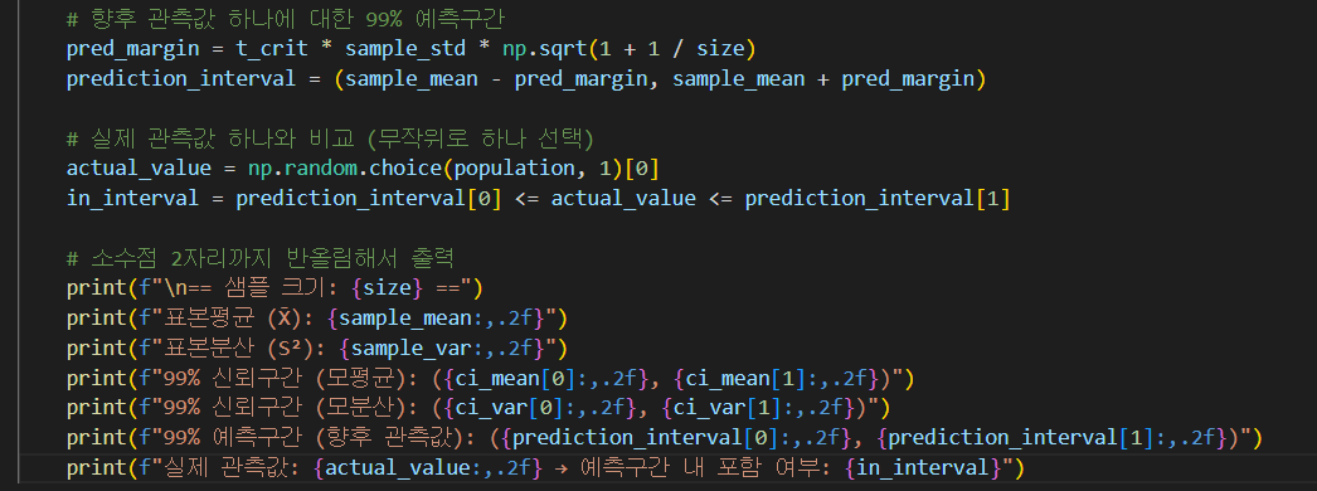 # 향후 관측값 하나에 대한 99% 예측구간
pred_margin = t_crit * sample_std * np.sqrt(1 + 1 / size)
prediction_interval = (sample_mean - pred_margin, sample_mean + pred_margin)
# 실제 관측값 하나와 비교 (무작위로 하나 선택)
actual_value = np.random.choice(population, 1)[0]
in_interval = prediction_interval[0] <= actual_value <= prediction_interval[1]
# 소수점 2자리까지 반올림해서 출력
print(f"\n== 샘플 크기: {size} ==")
print(f"표본평균 (X̄): {sample_mean:,.2f}")
print(f"표본분산 (S²): {sample_var:,.2f}")
print(f"99% 신뢰구간 (모평균): ({ci_mean[0]:,.2f}, {ci_mean[1]:,.2f})")
print(f"99% 신뢰구간 (모분산): ({ci_var[0]:,.2f}, {ci_var[1]:,.2f})")
print(f"99% 예측구간 (향후 관측값): ({prediction_interval[0]:,.2f}, {prediction_interval[1]:,.2f})")
print(f"실제 관측값: {actual_value:,.2f} → 예측구간 내 포함 여부: {in_interval}")